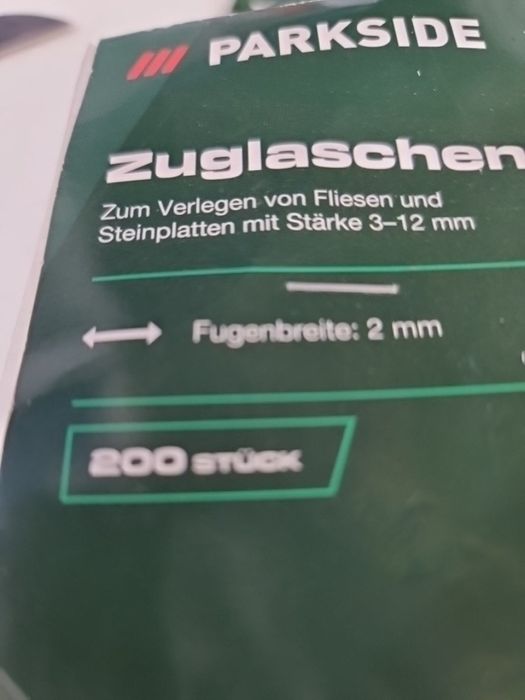 PARKSIDE
Zuglaschen
Zum Verlegen von Fliesen und
Steinplatten mit Stärke 3–12 mm
Fugenbreite: 2 mm
200 STÜCK